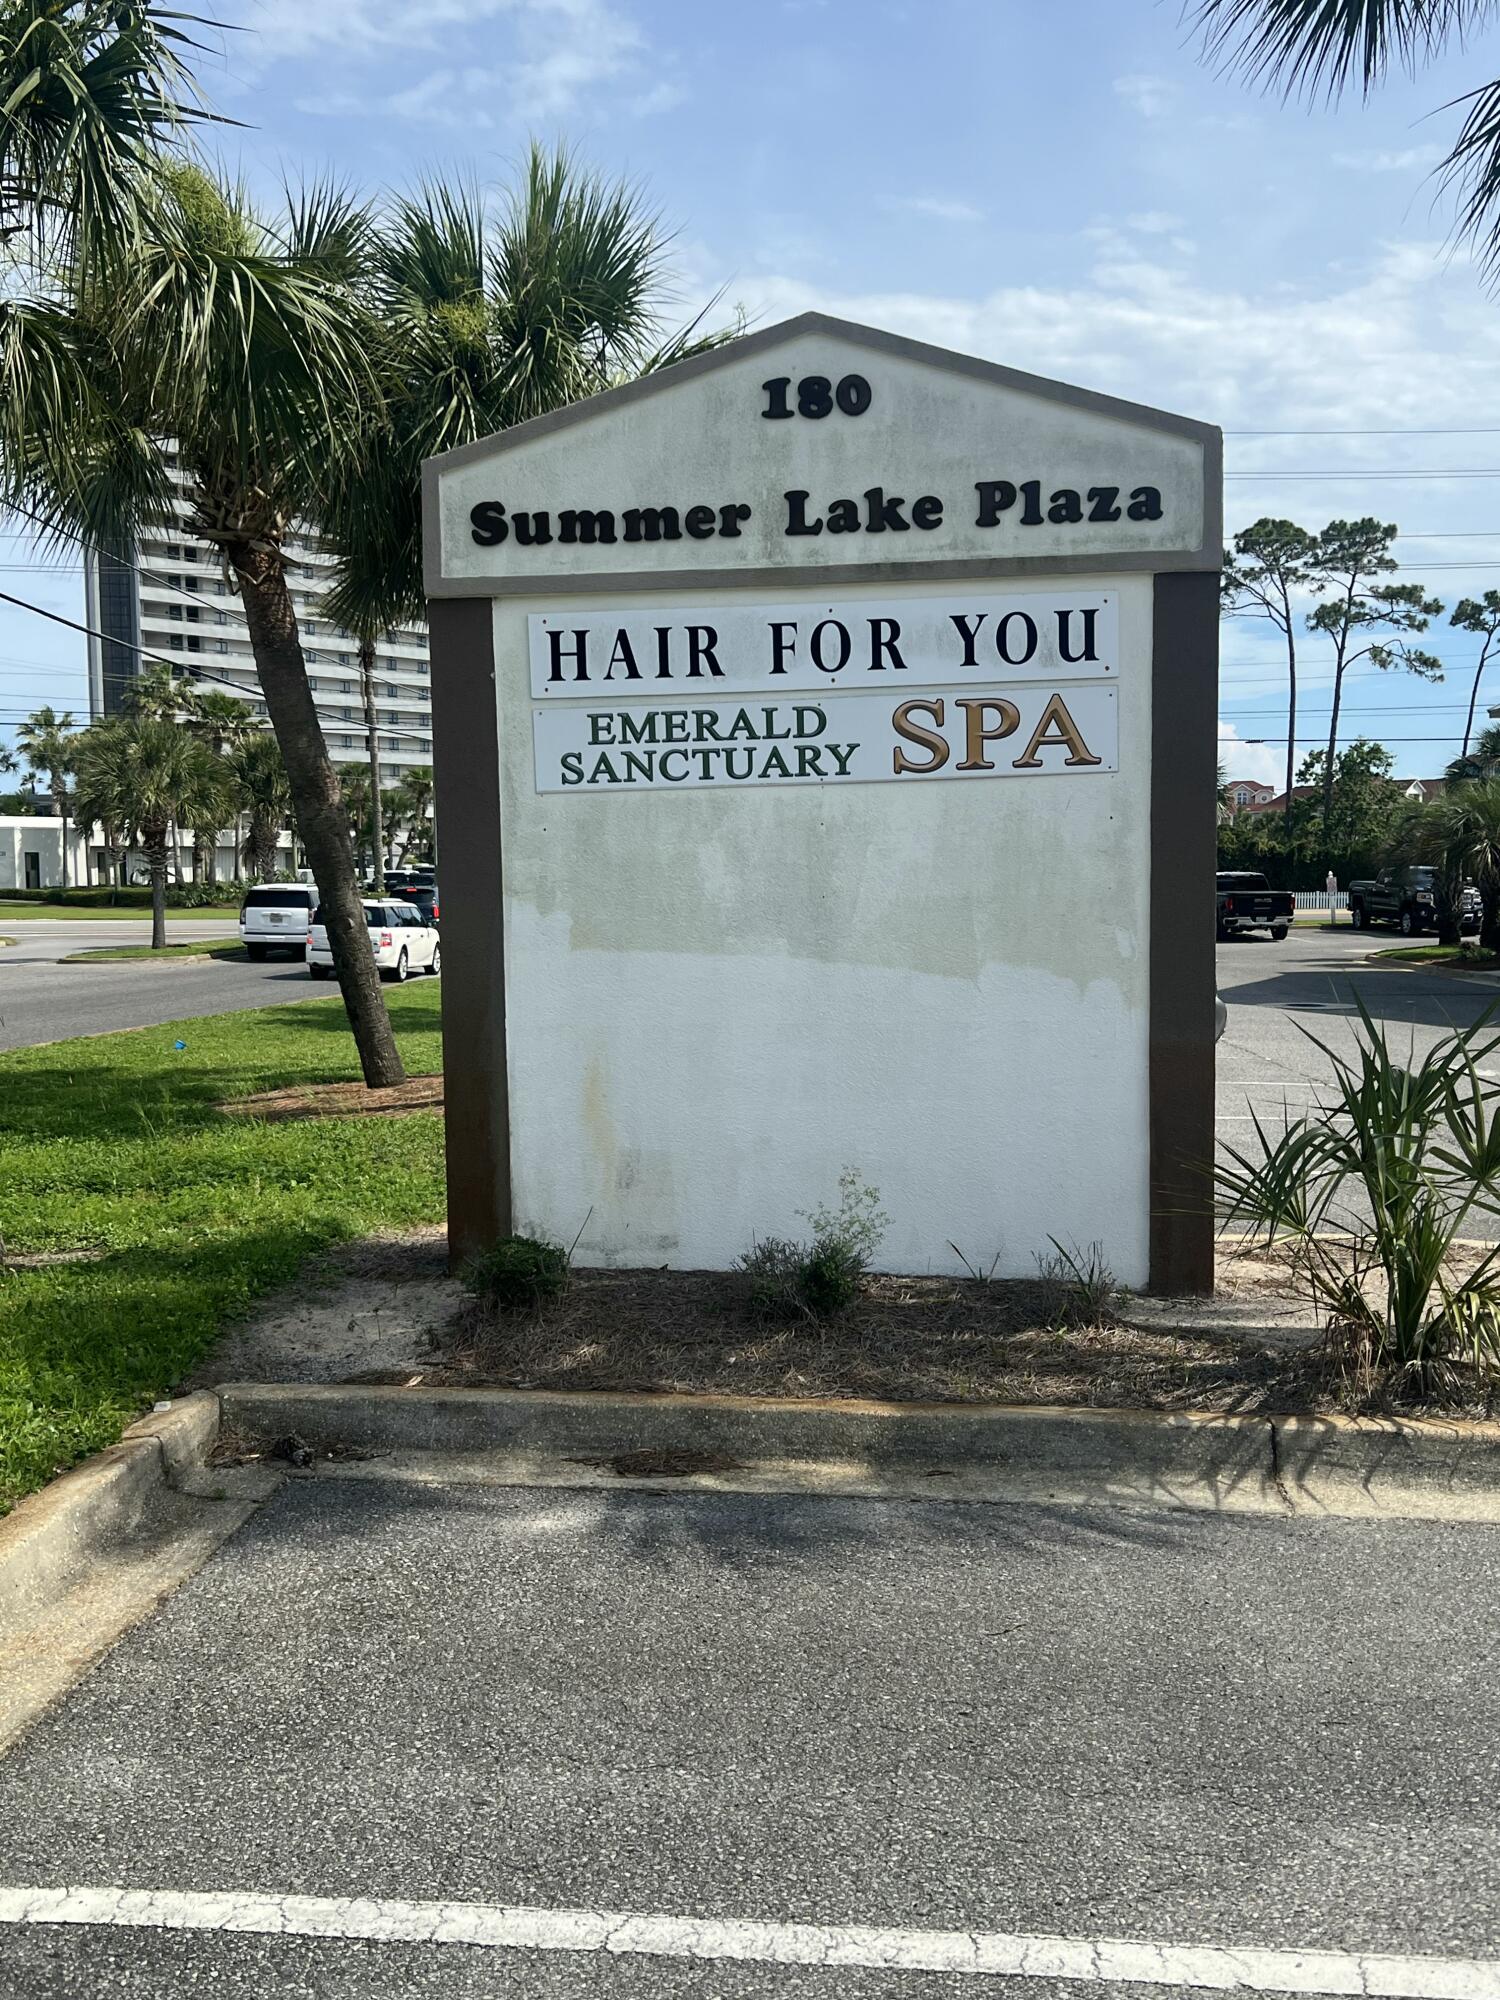 180
Summer Lake Plaza
HAIR FOR YOU
EMERALD
SANCTUARY
SPA